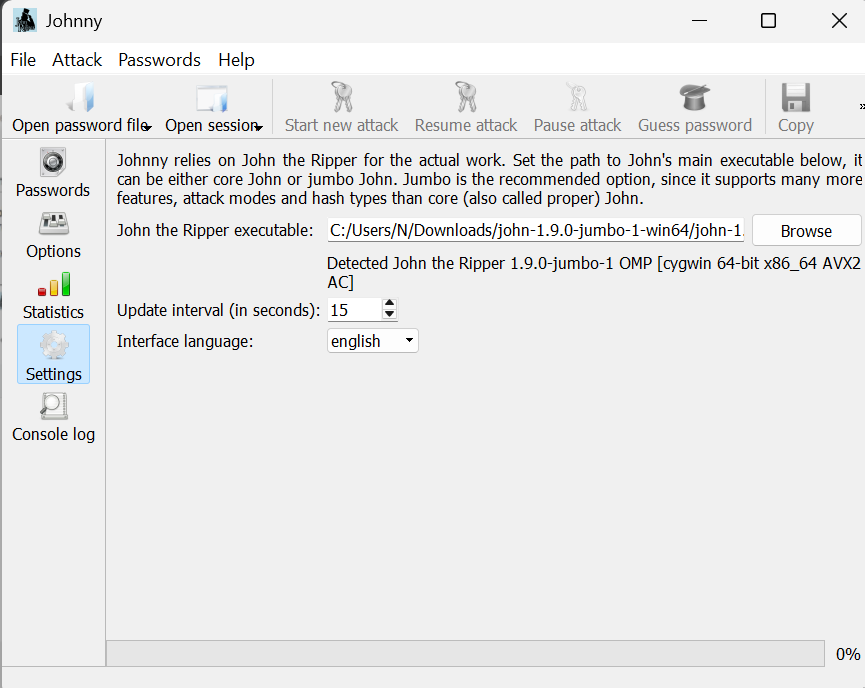 Johnny
File Attack Passwords Help
Open password file Open session Start new attack Resume attack Pause attack Guess password Copy »
Passwords
Options
Statistics
Settings
Console log
Johnny relies on John the Ripper for the actual work. Set the path to John's main executable below, it
can be either core John or jumbo John. Jumbo is the recommended option, since it supports many more
features, attack modes and hash types than core (also called proper) John.
John the Ripper executable: C:/Users/N/Downloads/john-1.9.0-jumbo-1-win64/john-1. Browse
Detected John the Ripper 1.9.0-jumbo-1 OMP [cygwin 64-bit x86_64 AVX2
AC]
Update interval (in seconds): 15
Interface language: english
0%